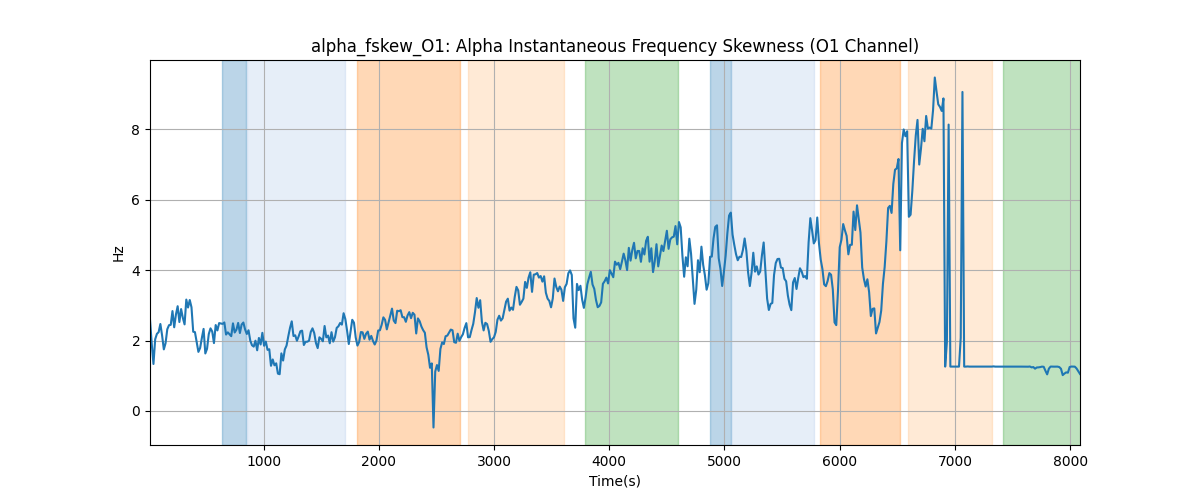 alpha_fskew_O1: Alpha Instantaneous Frequency Skewness (O1 Channel)
Hz
8
6
4
2
0
1000 2000 3000 4000 5000 6000 7000 8000
Time(s)